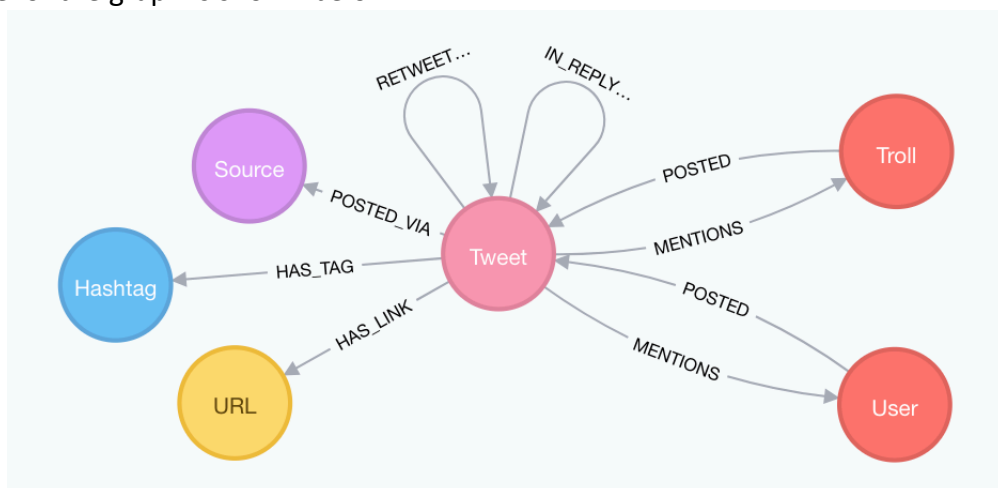 RETWEET...
IN_REPLY...
Source
POSTED_VIA
POSTED
Troll
MENTIONS
Tweet
Hashtag
HAS_TAG
HAS_LINK
POSTED
MENTIONS
URL
User